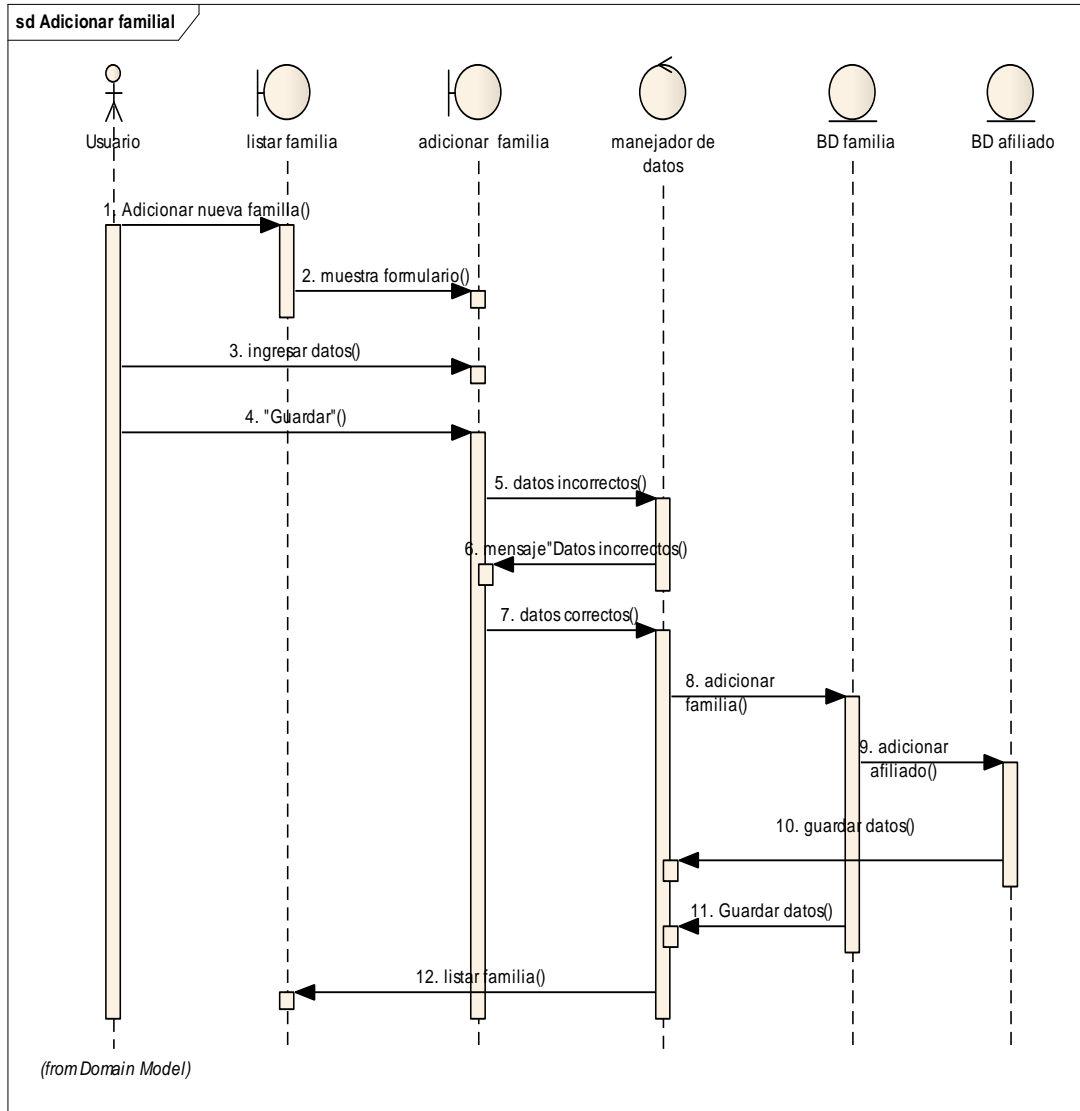 sd Adicionar familial
Usuario
listar familia
adicionar familia
manejador de
datos
BD familia
BD afiliado
1. Adicionar nueva familia()
2. muestra formulario()
3. ingresar datos()
4. "Guardar"()
5. datos incorrectos()
6. mensaje"Datos incorrectos()
7. datos correctos()
8. adicionar
familia()
9. adicionar
afiliado()
10. guardar datos()
11. Guardar datos()
12. listar familia()
(from Domain Model)